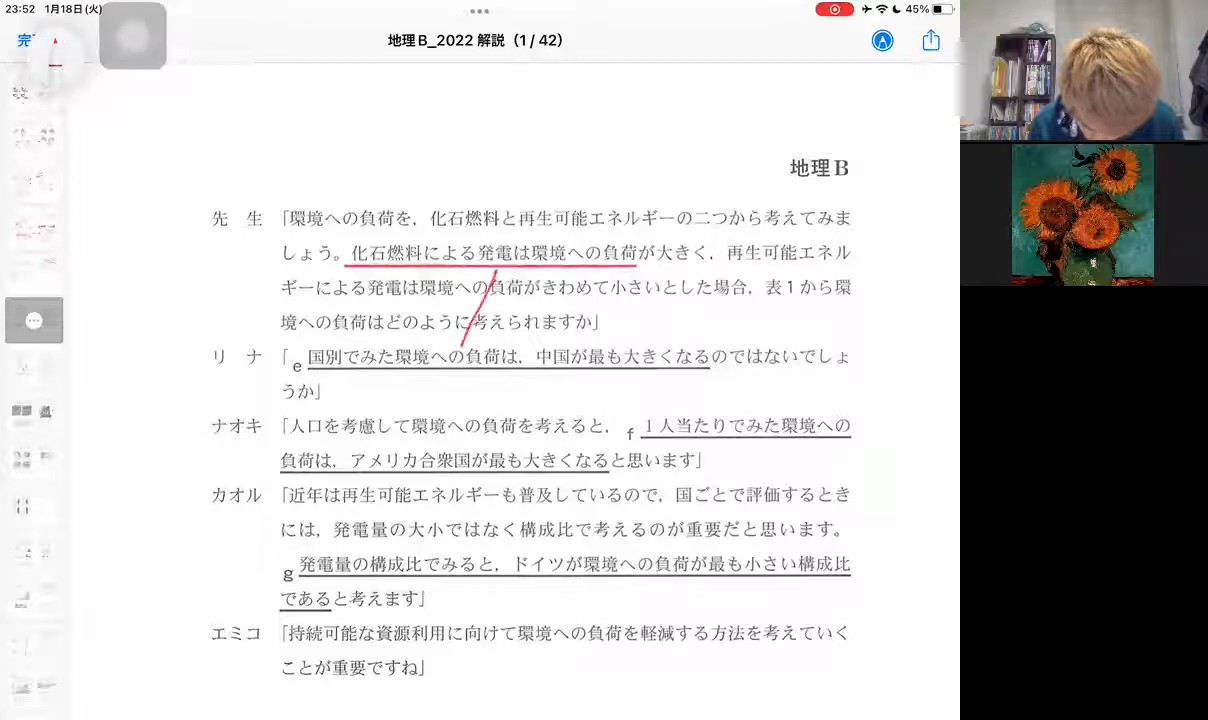 23:52 1月18日(火)
45%
地理B_2022 解説（1 / 42）
地理B
先　生　「環境への負荷を，化石燃料と再生可能エネルギーの二つから考えてみま
しょう。化石燃料による発電は環境への負荷が大きく，再生可能エネル
ギーによる発電は環境への負荷がきわめて小さいとした場合，表1から環
境への負荷はどのように考えられますか」
リ　ナ　「e 国別でみた環境への負荷は，中国が最も大きくなるのではないでしょ
うか」
ナオキ　「人口を考慮して環境への負荷を考えると， f 1人当たりでみた環境への
負荷は，アメリカ合衆国が最も大きくなると思います」
カオル　「近年は再生可能エネルギーも普及しているので，国ごとで評価するときには，
には，発電量の大小ではなく構成比で考えるのが重要だと思います。
g 発電量の構成比でみると，ドイツが環境への負荷が最も小さい構成比
であると考えます」
エミコ　「持続可能な資源利用に向けて環境への負荷を軽減する方法を考えていく
ことが重要ですね」